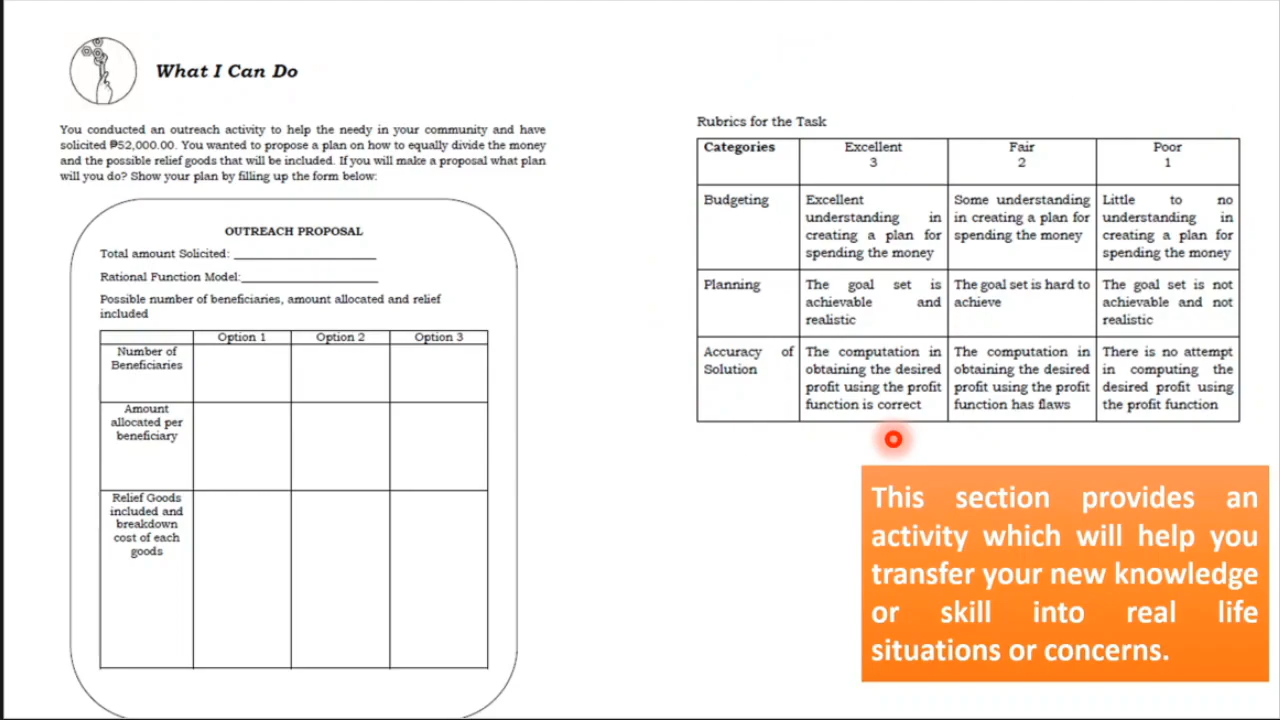 What I Can Do
You conducted an outreach activity to help the needy in your community and have
solicited ₱52,000.00. You wanted to propose a plan on how to equally divide the money
and the possible relief goods that will be included. If you will make a proposal what plan
will you do? Show your plan by filling up the form below:
OUTREACH PROPOSAL
Total amount Solicited: ______________________
Rational Function Model:_____________________
Possible number of beneficiaries, amount allocated and relief
included
Option 1 Option 2 Option 3
Number of
Beneficiaries
Amount
allocated per
beneficiary
Relief Goods
included and
breakdown
cost of each
goods
Rubrics for the Task
Categories Excellent Fair Poor
3 2 1
Budgeting Excellent Some understanding Little to no
understanding in in creating a plan for understanding in
creating a plan for spending the money creating a plan for
spending the money spending the money
Planning The goal set is The goal set is hard to The goal set is not
achievable and achieve achievable and not
realistic realistic
Accuracy of The computation in The computation in There is no attempt
Solution obtaining the desired obtaining the desired in computing the
profit using the profit profit using the profit desired profit using
function is correct function has flaws the profit function
This section provides an
activity which will help you
transfer your new knowledge
or skill into real life
situations or concerns.